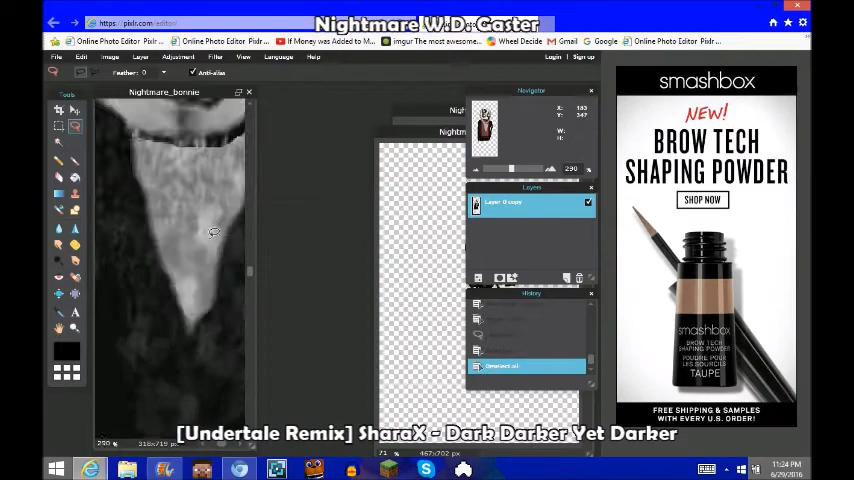 Nightmare W.D. Gaster
https://pixlr.com/editor/
Online Photo Editor Pixlr
Online Photo Editor Pixlr
If Money was Added to M...
imgur The most awesome...
Wheel Decide
Gmail
Google
Online Photo Editor Pixlr
File Edit Image Layer Adjustment Filter View Language Help
Login Sign up
Feather: 0
Anti-alias
Tools
Nightmare_bonnie
Navigator
X: 183
Y: 347
W:
H:
290 %
Layers
Layer 0 copy
History
Deselect all
290 % 318x719 px
71 % 467x702 px
smashbox
NEW!
BROW TECH
SHAPING POWDER
SHOP NOW
smashbox
BROW TECH
SHAPING POWDER
POUDRE POUR
LES SOURCILS
TAUPE
FREE SHIPPING & SAMPLES
WITH EVERY U.S. ORDER!
[Undertale Remix] SharaX - Dark Darker Yet Darker
11:24 PM
6/29/2016